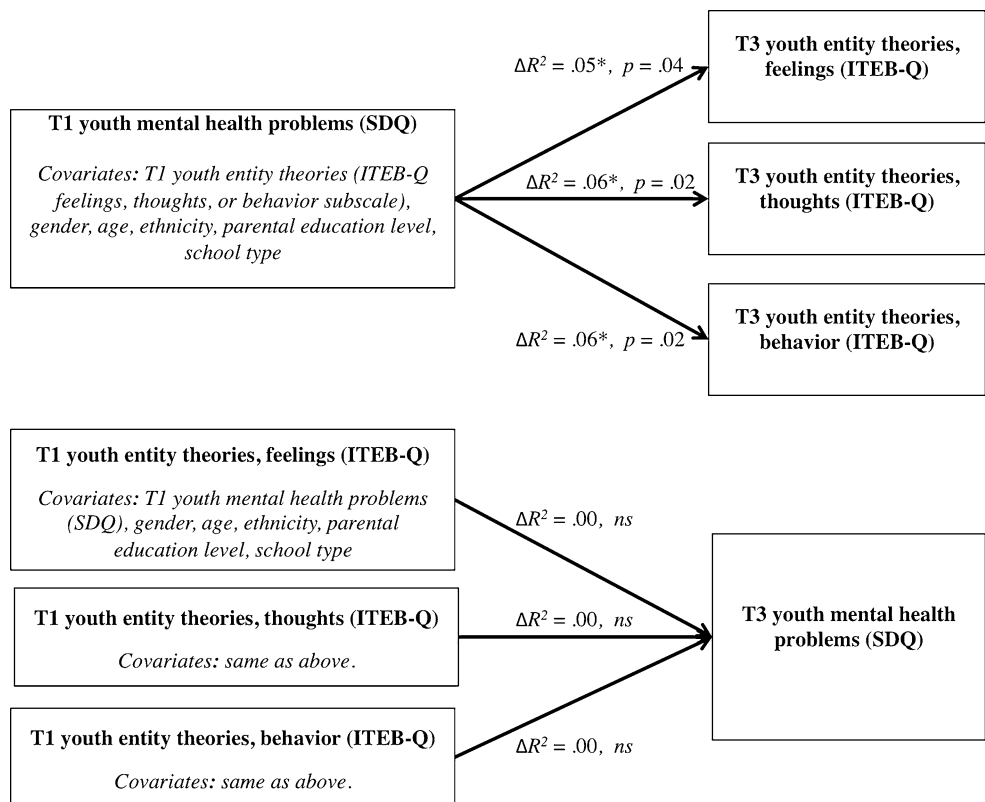 T1 youth mental health problems (SDQ)
Covariates: T1 youth entity theories (ITEB-Q
feelings, thoughts, or behavior subscale),
gender, age, ethnicity, parental education level,
school type
ΔR² = .05*, p = .04
ΔR² = .06*, p = .02
ΔR² = .06*, p = .02
T3 youth entity theories,
feelings (ITEB-Q)
T3 youth entity theories,
thoughts (ITEB-Q)
T3 youth entity theories,
behavior (ITEB-Q)
T1 youth entity theories, feelings (ITEB-Q)
Covariates: T1 youth mental health problems
(SDQ), gender, age, ethnicity, parental
education level, school type
T1 youth entity theories, thoughts (ITEB-Q)
Covariates: same as above.
T1 youth entity theories, behavior (ITEB-Q)
Covariates: same as above.
ΔR² = .00, ns
ΔR² = .00, ns
ΔR² = .00, ns
T3 youth mental health
problems (SDQ)